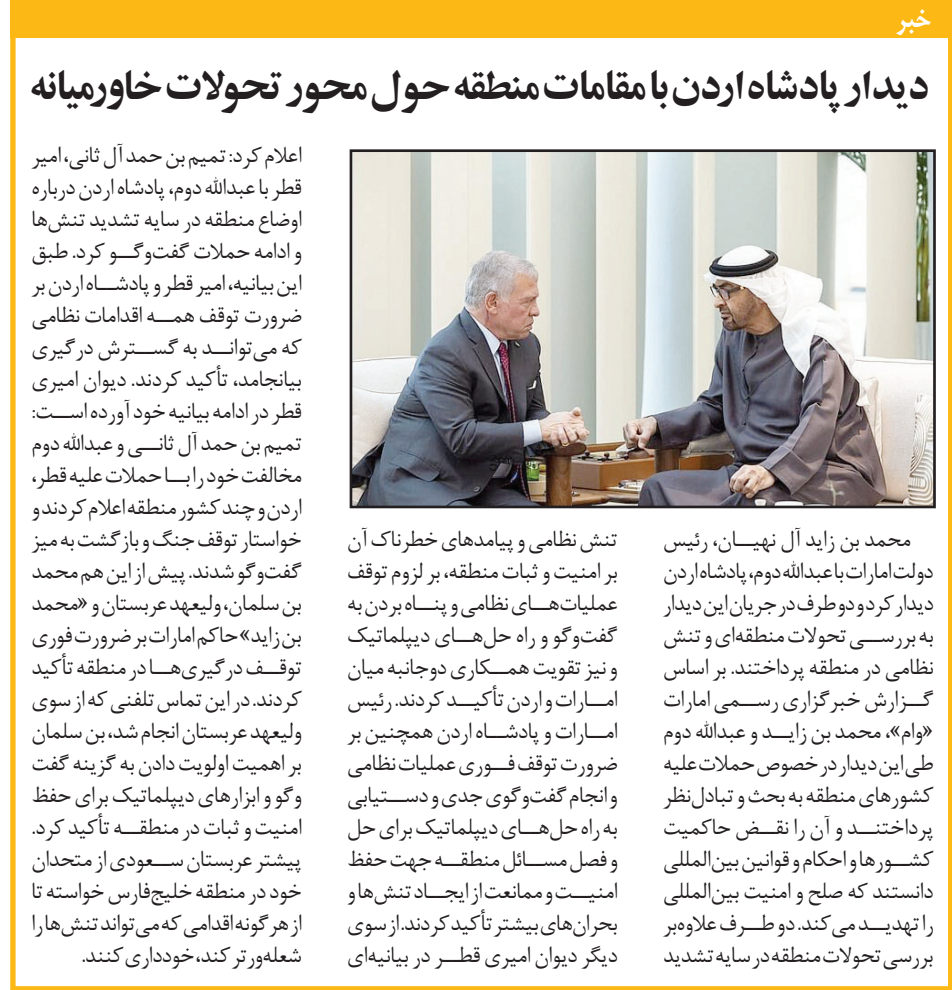 خبر
دیدار پادشاه اردن با مقامات منطقه حول محور تحولات خاورمیانه
محمد بن زاید آل نهیان، رئیس
دولت امارات با عبدالله دوم، پادشاه اردن
دیدار کرد و دو طرف در جریان این دیدار
به بررسی تحولات منطقه‌ای و تنش
نظامی در منطقه پرداختند. بر اساس
گزارش خبرگزاری رسمی امارات
«وام»، محمد بن زاید و عبدالله دوم
طی این دیدار در خصوص حملات علیه
کشورهای منطقه به بحث و تبادل‌نظر
پرداختند و آن را نقض حاکمیت
کشورها و احکام و قوانین بین‌المللی
دانستند که صلح و امنیت بین‌المللی
را تهدید می‌کند. دو طرف علاوه‌بر
بررسی تحولات منطقه در سایه تشدید
تنش نظامی و پیامدهای خطرناک آن
بر امنیت و ثبات منطقه، بر لزوم توقف
عملیات‌های نظامی و پناه بردن به
گفت‌وگو و راه حل‌های دیپلماتیک
و نیز تقویت همکاری دوجانبه میان
امارات و اردن تأکید کردند. رئیس
امارات و پادشاه اردن همچنین بر
ضرورت توقف فوری عملیات نظامی
و انجام گفت‌وگوی جدی و دستیابی
به راه حل‌های دیپلماتیک برای حل
و فصل مسائل منطقه جهت حفظ
امنیت و ممانعت از ایجاد تنش‌ها و
بحران‌های بیشتر تأکید کردند. از سوی
دیگر دیوان امیری قطر در بیانیه‌ای
اعلام کرد: تمیم بن حمد آل ثانی، امیر
قطر با عبدالله دوم، پادشاه اردن درباره
اوضاع منطقه در سایه تشدید تنش‌ها
و ادامه حملات گفت‌وگو کرد. طبق
این بیانیه، امیر قطر و پادشاه اردن بر
ضرورت توقف همه اقدامات نظامی
که می‌تواند به گسترش درگیری
بیانجامد، تأکید کردند. دیوان امیری
قطر در ادامه بیانیه خود آورده است:
تمیم بن حمد آل ثانی و عبدالله دوم
مخالفت خود را با حملات علیه قطر،
اردن و چند کشور منطقه اعلام کردند و
خواستار توقف جنگ و بازگشت به میز
گفت‌وگو شدند. پیش از این هم محمد
بن سلمان، ولیعهد عربستان و «محمد
بن زاید» حاکم امارات بر ضرورت فوری
توقف درگیری‌ها در منطقه تأکید
کردند. در این تماس تلفنی که از سوی
ولیعهد عربستان انجام شد، بن سلمان
بر اهمیت اولویت دادن به گزینه گفت
وگو و ابزارهای دیپلماتیک برای حفظ
امنیت و ثبات در منطقه تأکید کرد.
پیشتر عربستان سعودی از متحدان
خود در منطقه خلیج‌فارس خواسته تا
از هر گونه اقدامی که می‌تواند تنش‌ها را
شعله‌ورتر کند، خودداری کنند.